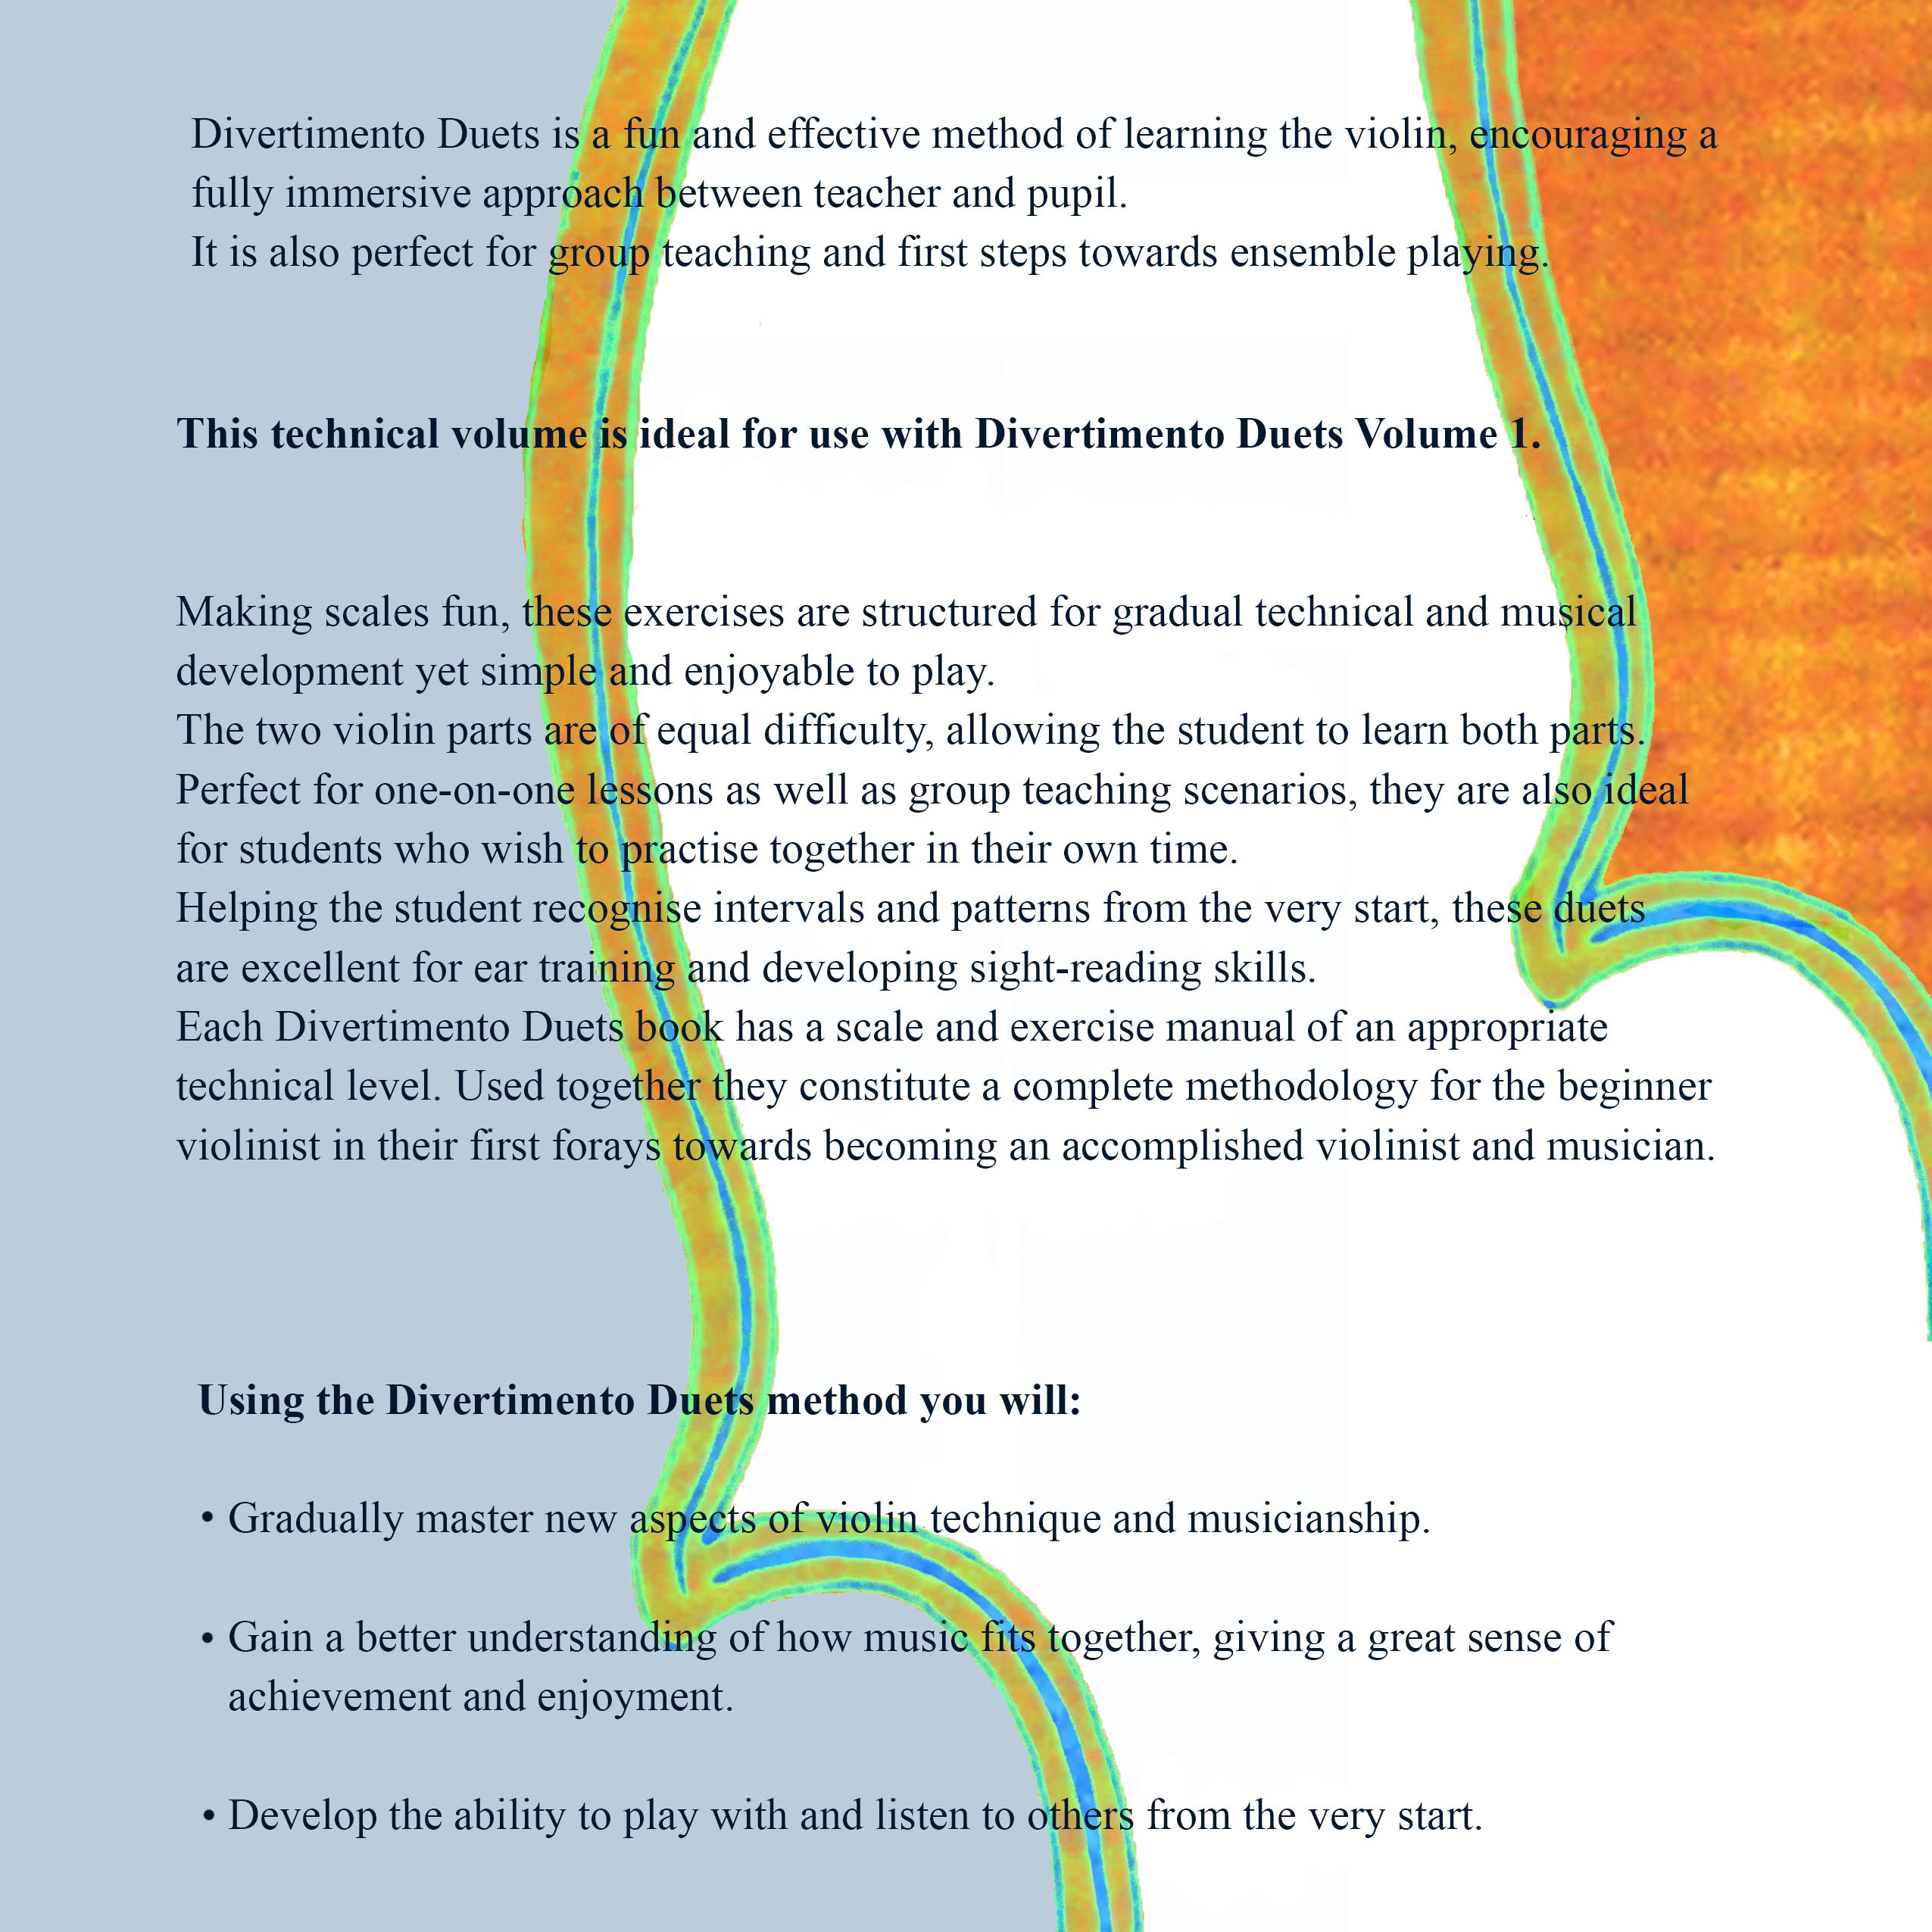 Divertimento Duets is a fun and effective method of learning the violin, encouraging a
fully immersive approach between teacher and pupil.
It is also perfect for group teaching and first steps towards ensemble playing.
This technical volume is ideal for use with Divertimento Duets Volume 1.
Making scales fun, these exercises are structured for gradual technical and musical
development yet simple and enjoyable to play.
The two violin parts are of equal difficulty, allowing the student to learn both parts.
Perfect for one-on-one lessons as well as group teaching scenarios, they are also ideal
for students who wish to practise together in their own time.
Helping the student recognise intervals and patterns from the very start, these duets
are excellent for ear training and developing sight-reading skills.
Each Divertimento Duets book has a scale and exercise manual of an appropriate
technical level. Used together they constitute a complete methodology for the beginner
violinist in their first forays towards becoming an accomplished violinist and musician.
Using the Divertimento Duets method you will:
• Gradually master new aspects of violin technique and musicianship.
• Gain a better understanding of how music fits together, giving a great sense of
achievement and enjoyment.
• Develop the ability to play with and listen to others from the very start.